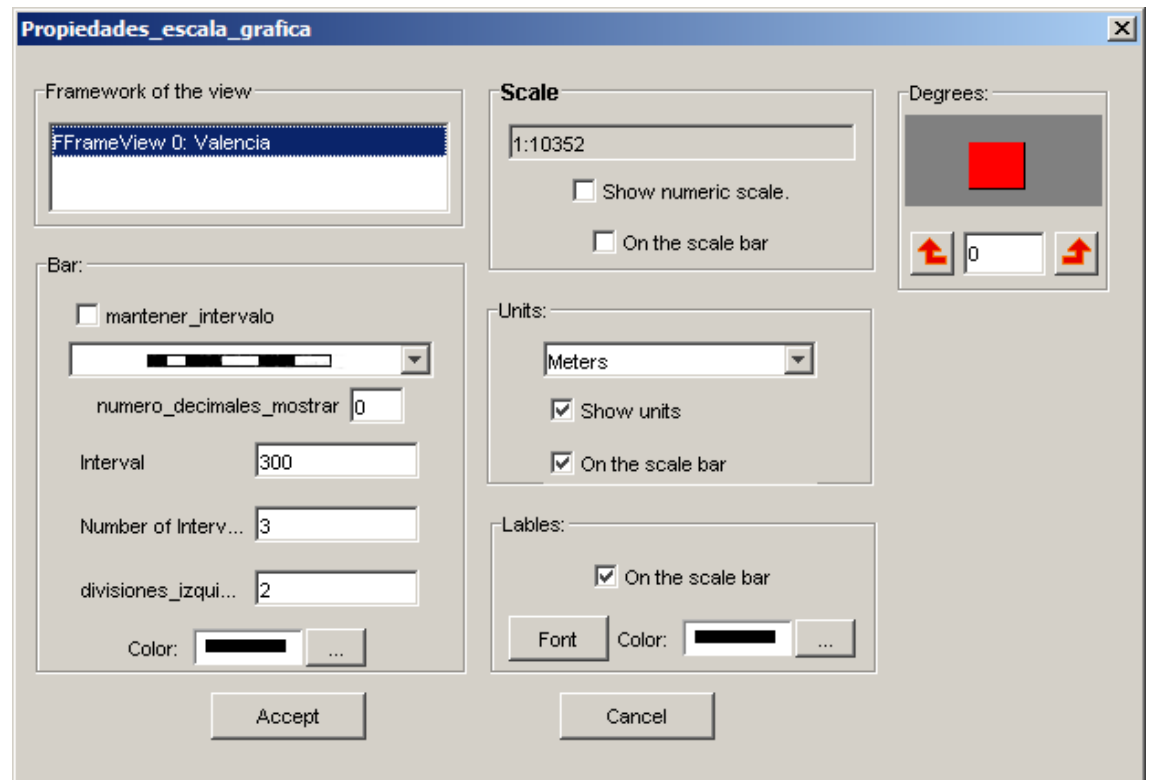 Propiedades_escala_grafica
Framework of the view
FFrameView 0: Valencia
Scale
1:10352
Show numeric scale.
On the scale bar
Degrees:
0
Bar:
mantener_intervalo
numero_decimales_mostrar 0
Interval 300
Number of Interv... 3
divisiones_izqui... 2
Color: ...
Units:
Meters
Show units
On the scale bar
Lables:
On the scale bar
Font Color: ...
Accept
Cancel